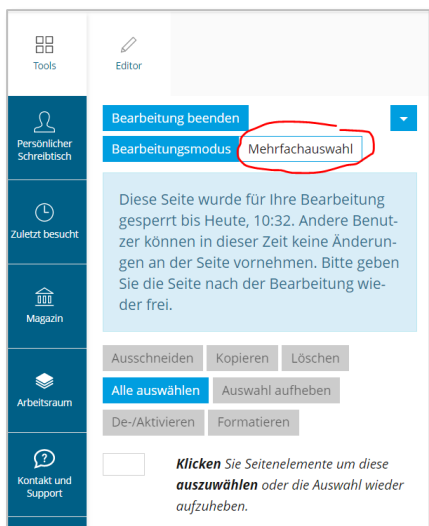 Tools
Editor
Persönlicher
Schreibtisch
Zuletzt besucht
Magazin
Arbeitsraum
Kontakt und
Support
Bearbeitung beenden
Bearbeitungsmodus Mehrfachauswahl
Diese Seite wurde für Ihre Bearbeitung
gesperrt bis Heute, 10:32. Andere Benut-
zer können in dieser Zeit keine Änderun-
gen an der Seite vornehmen. Bitte geben
Sie die Seite nach der Bearbeitung wie-
der frei.
Ausschneiden Kopieren Löschen
Alle auswählen Auswahl aufheben
De-/Aktivieren Formatieren
Klicken Sie Seitenelemente um diese
auszuwählen oder die Auswahl wieder
aufzuheben.